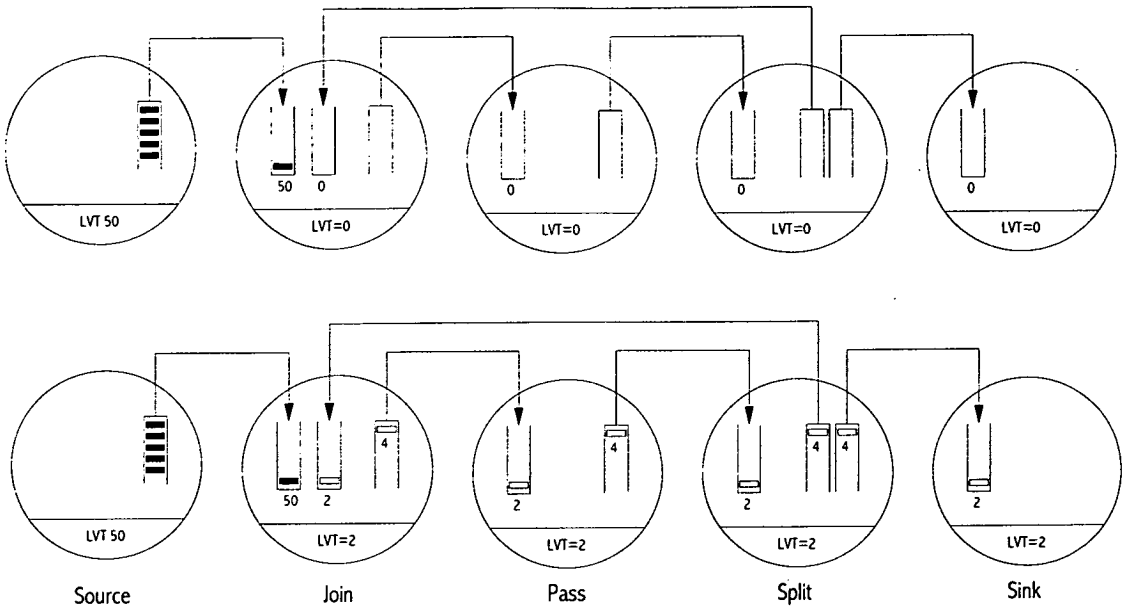 50 0 0 0 0
LVT 50 LVT=0 LVT=0 LVT=0 LVT=0
4 4 4 4
50 2 2 2 2
LVT 50 LVT=2 LVT=2 LVT=2 LVT=2
Source Join Pass Split Sink